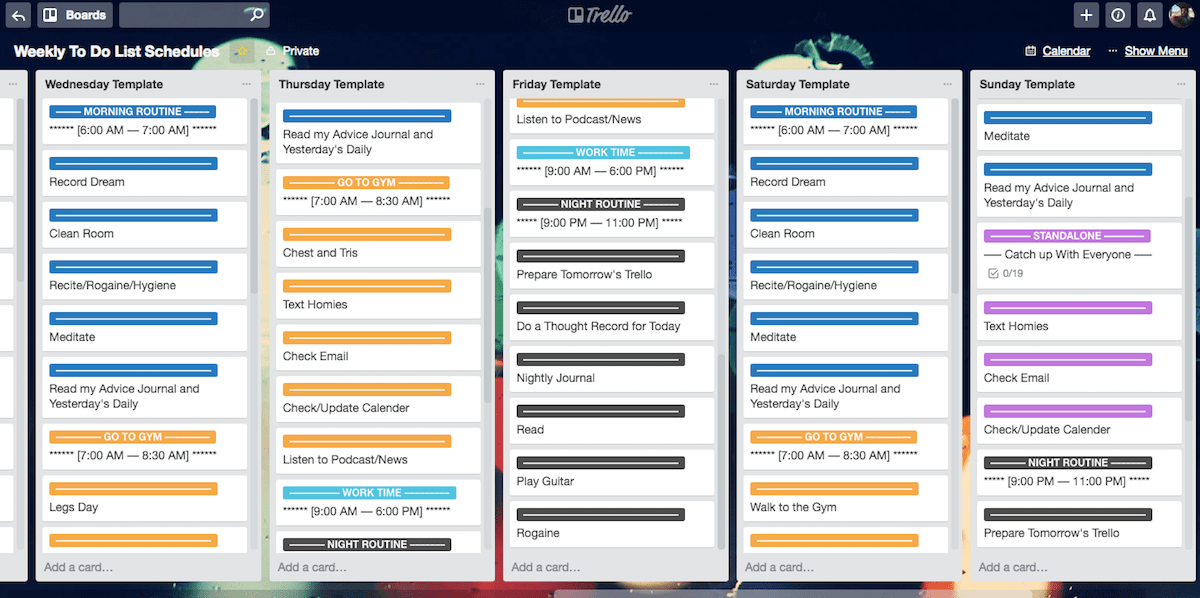 Boards
Trello
Weekly To Do List Schedules
Private
Calendar
··· Show Menu
Wednesday Template
MORNING ROUTINE
****** [6:00 AM — 7:00 AM] ******
Record Dream
Clean Room
Recite/Rogaine/Hygiene
Meditate
Read my Advice Journal and
Yesterday's Daily
GO TO GYM
****** [7:00 AM — 8:30 AM] ******
Legs Day
Add a card...
Thursday Template
Read my Advice Journal and
Yesterday's Daily
GO TO GYM
****** [7:00 AM — 8:30 AM] ******
Chest and Tris
Text Homies
Check Email
Check/Update Calender
Listen to Podcast/News
WORK TIME
****** [9:00 AM — 6:00 PM] ******
NIGHT ROUTINE
Add a card...
Friday Template
Listen to Podcast/News
WORK TIME
****** [9:00 AM — 6:00 PM] ******
NIGHT ROUTINE
***** [9:00 PM — 11:00 PM] *****
Prepare Tomorrow's Trello
Do a Thought Record for Today
Nightly Journal
Read
Play Guitar
Rogaine
Add a card...
Saturday Template
MORNING ROUTINE
****** [6:00 AM — 7:00 AM] ******
Record Dream
Clean Room
Recite/Rogaine/Hygiene
Meditate
Read my Advice Journal and
Yesterday's Daily
GO TO GYM
****** [7:00 AM — 8:30 AM] ******
Walk to the Gym
Add a card...
Sunday Template
Meditate
Read my Advice Journal and
Yesterday's Daily
STANDALONE
—– Catch up With Everyone —–
0/19
Text Homies
Check Email
Check/Update Calender
NIGHT ROUTINE
***** [9:00 PM — 11:00 PM] *****
Prepare Tomorrow's Trello
Add a card...